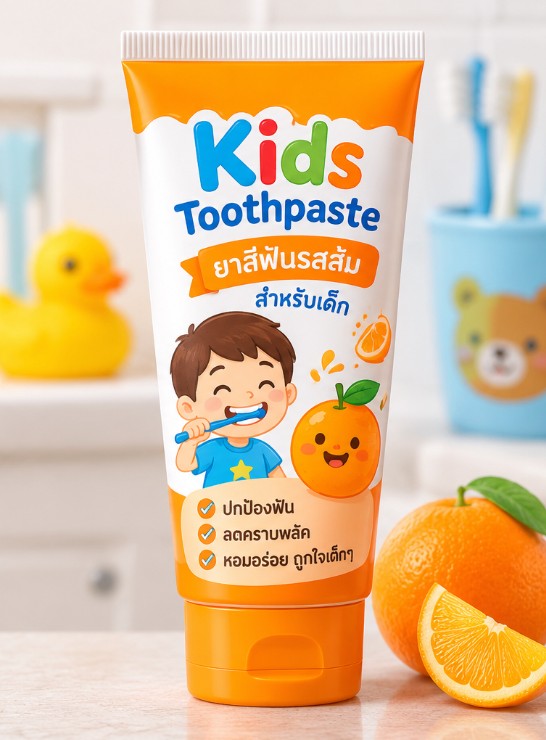 Kids
Toothpaste
ยาสีฟันรสส้ม
สำหรับเด็ก
ปกป้องฟัน
ลดคราบพลัค
หอมอร่อย ถูกใจเด็กๆ